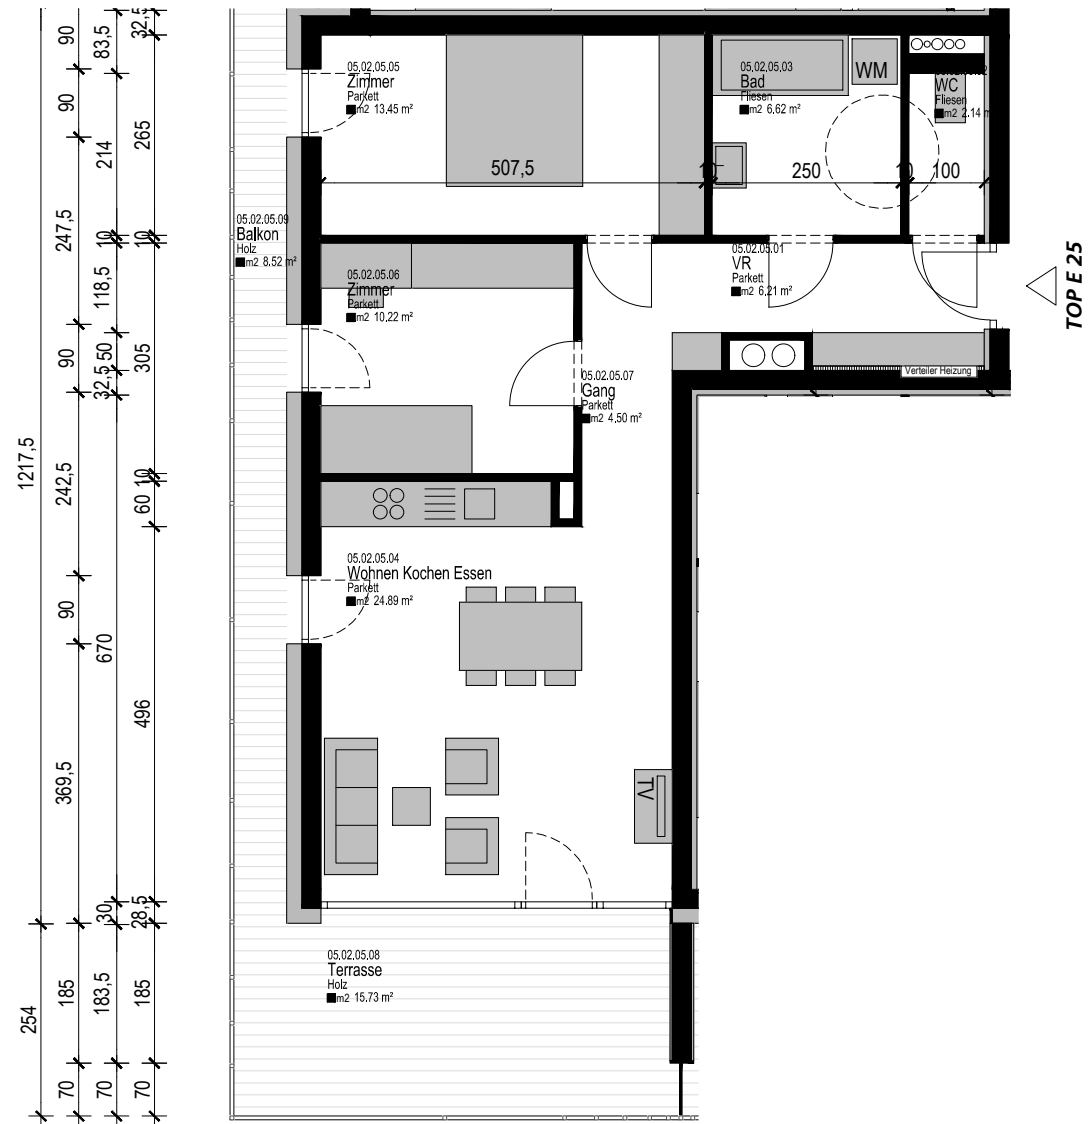 05.02.05.05
Zimmer
Parkett
m2 13.45 m²
05.02.05.03
Bad
Fliesen
m2 6.62 m²
WM
WC
Fliesen
m2 2.14 m
507,5
10
250
10
100
05.02.05.09
Balkon
Holz
m2 8.52 m²
05.02.05.06
Zimmer
Parkett
m2 10.22 m²
05.02.05.01
VR
Parkett
m2 6.21 m²
TOP E 25
Verteiler Heizung
05.02.05.07
Gang
Parkett
m2 4.50 m²
05.02.05.04
Wohnen Kochen Essen
Parkett
m2 24.89 m²
TV
05.02.05.08
Terrasse
Holz
m2 15.73 m²
1217,5
254
90
90
247,5
90
242,5
90
369,5
185
70
83,5
214
10
118,5
50
32,5
670
30
183,5
70
32,5
265
10
305
10
60
496
28,5
185
70